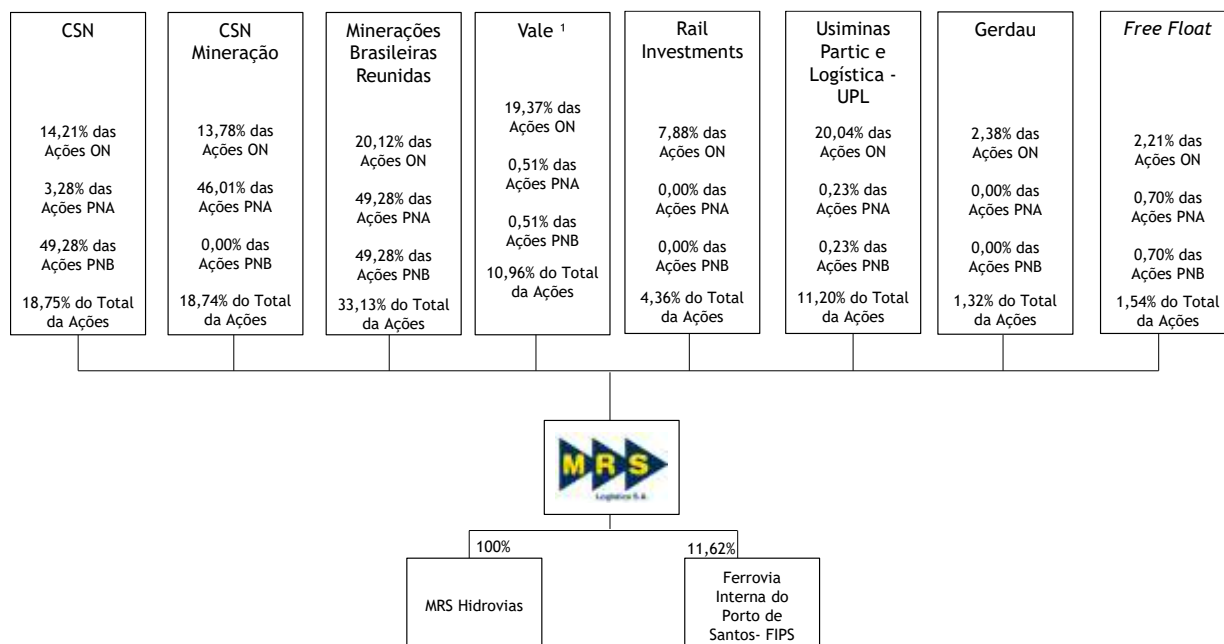 CSN
14,21% das
Ações ON
3,28% das
Ações PNA
49,28% das
Ações PNB
18,75% do Total
da Ações
CSN
Mineração
13,78% das
Ações ON
46,01% das
Ações PNA
0,00% das
Ações PNB
18,74% do Total
da Ações
Minerações
Brasileiras
Reunidas
20,12% das
Ações ON
49,28% das
Ações PNA
49,28% das
Ações PNB
33,13% do Total
da Ações
Vale ¹
19,37% das
Ações ON
0,51% das
Ações PNA
0,51% das
Ações PNB
10,96% do Total
da Ações
Rail
Investments
7,88% das
Ações ON
0,00% das
Ações PNA
0,00% das
Ações PNB
4,36% do Total
da Ações
Usiminas
Partic e
Logística -
UPL
20,04% das
Ações ON
0,23% das
Ações PNA
0,23% das
Ações PNB
11,20% do Total
da Ações
Gerdau
2,38% das
Ações ON
0,00% das
Ações PNA
0,00% das
Ações PNB
1,32% do Total
da Ações
Free Float
2,21% das
Ações ON
0,70% das
Ações PNA
0,70% das
Ações PNB
1,54% do Total
da Ações
MRS
Logística S.A.
100%
MRS Hidrovias
11,62%
Ferrovia
Interna do
Porto de
Santos- FIPS